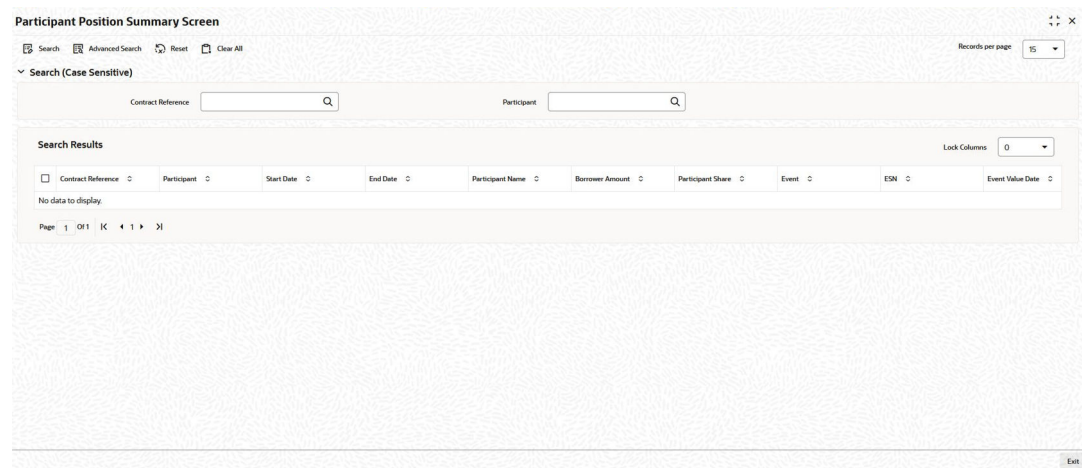 Participant Position Summary Screen
Search Advanced Search Reset Clear All Records per page 15
Search (Case Sensitive)
Contract Reference Participant
Search Results Lock Columns 0
Contract Reference Participant Start Date End Date Participant Name Borrower Amount Participant Share Event ESN Event Value Date
No data to display.
Page 1 Of 1 1
Exit